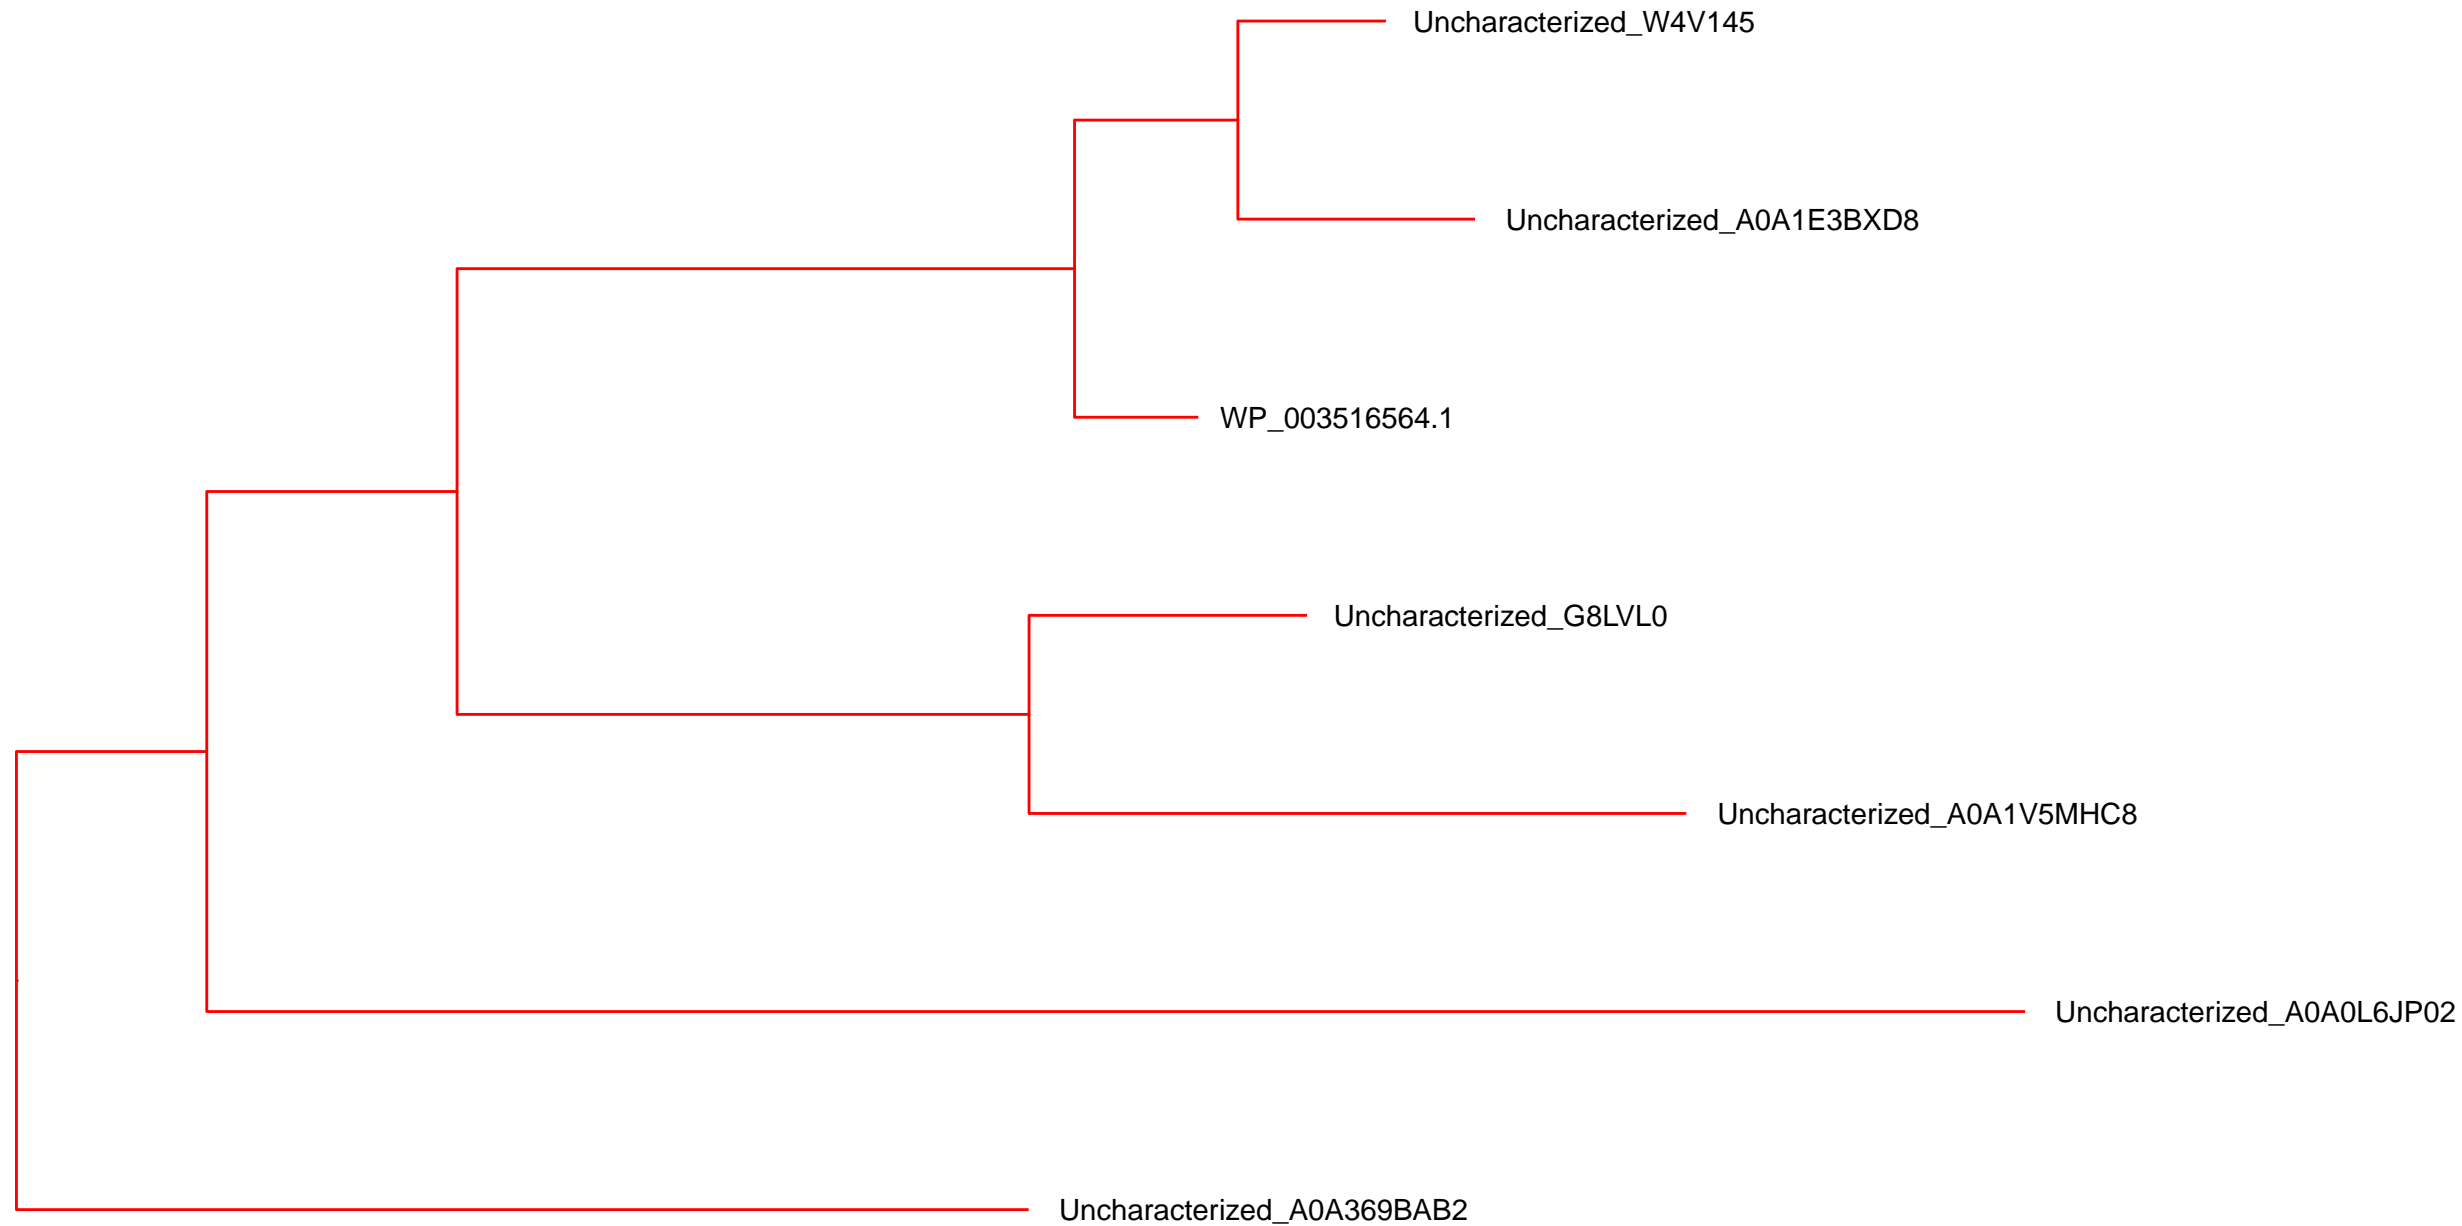 Uncharacterized_W4V145
Uncharacterized_A0A1E3BXD8
WP_003516564.1
Uncharacterized_G8LVL0
Uncharacterized_A0A1V5MHC8
Uncharacterized_A0A0L6JP02
Uncharacterized_A0A369BAB2